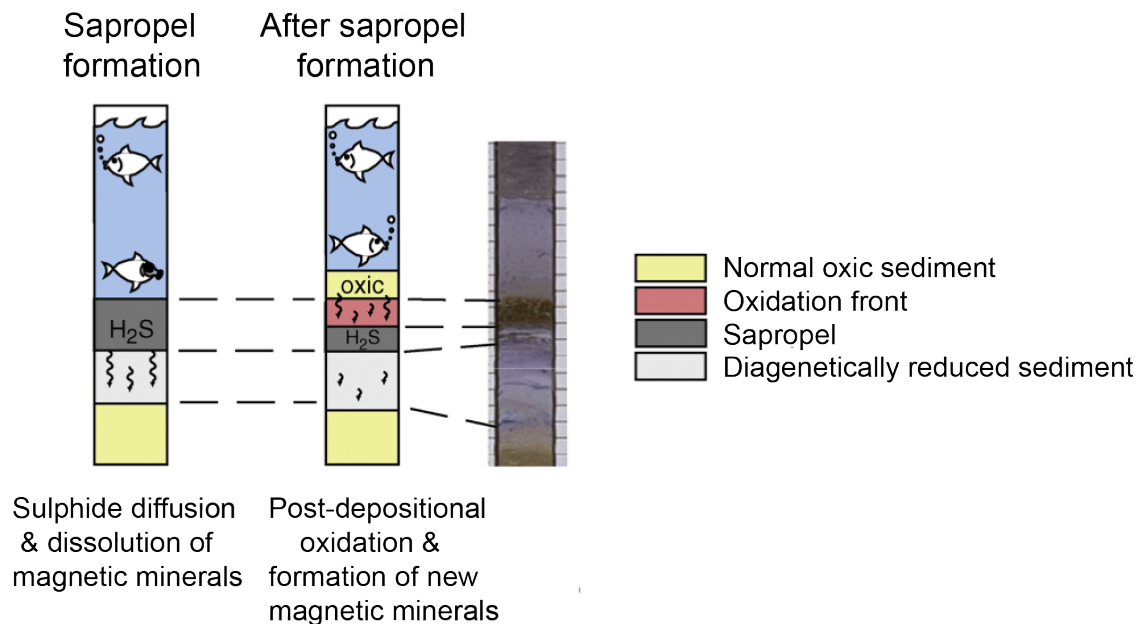 Sapropel
formation
After sapropel
formation
H₂S
oxic
H₂S
Normal oxic sediment
Oxidation front
Sapropel
Diagenetically reduced sediment
Sulphide diffusion
& dissolution of
magnetic minerals
Post-depositional
oxidation &
formation of new
magnetic minerals